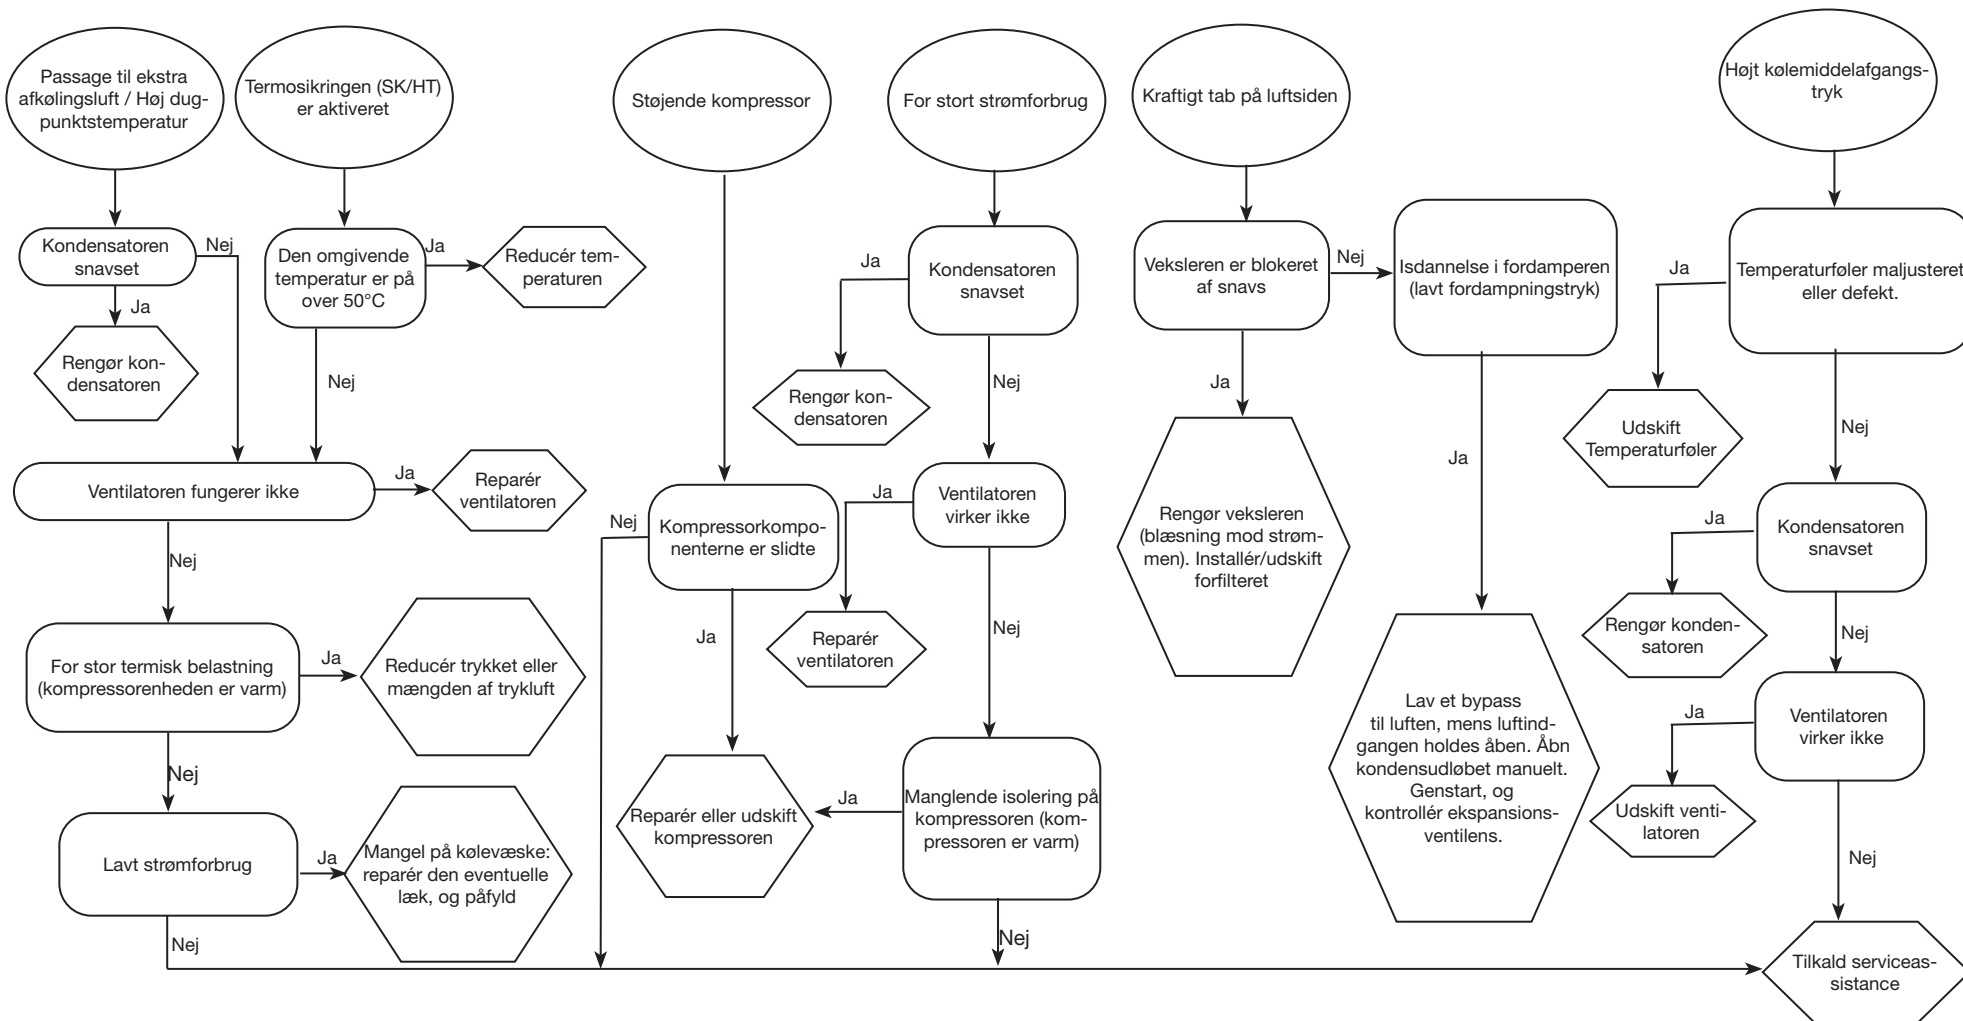 Passage til ekstra
afkølingsluft / Høj dug-
punktstemperatur
Termosikringen (SK/HT)
er aktiveret
Støjende kompressor
For stort strømforbrug
Kraftigt tab på luftsiden
Højt kølemiddelafgangs-
tryk
Kondensatoren
snavset
Nej
Ja
Rengør kon-
densatoren
Den omgivende
temperatur er på
over 50°C
Ja
Reducér tem-
peraturen
Nej
Ventilatoren fungerer ikke
Ja
Reparér
ventilatoren
Nej
For stor termisk belastning
(kompressorenheden er varm)
Ja
Reducér trykket eller
mængden af trykluft
Nej
Lavt strømforbrug
Ja
Mangel på kølevæske:
reparér den eventuelle
læk, og påfyld
Nej
Nej
Kompressorkompo-
nenterne er slidte
Ja
Reparér eller udskift
kompressoren
Kondensatoren
snavset
Ja
Rengør kon-
densatoren
Nej
Ventilatoren
virker ikke
Ja
Reparér
ventilatoren
Nej
Manglende isolering på
kompressoren (kom-
pressoren er varm)
Ja
Nej
Veksleren er blokeret
af snavs
Nej
Ja
Rengør veksleren
(blæsning mod strøm-
men). Installér/udskift
forfilteret
Isdannelse i fordamperen
(lavt fordampningstryk)
Ja
Lav et bypass
til luften, mens luftind-
gangen holdes åben. Åbn
kondensudløbet manuelt.
Genstart, og
kontrollér ekspansions-
ventilens.
Temperaturføler maljusteret
eller defekt.
Ja
Udskift
Temperaturføler
Nej
Kondensatoren
snavset
Ja
Rengør konden-
satoren
Nej
Ventilatoren
virker ikke
Ja
Udskift venti-
latoren
Nej
Tilkald serviceas-
sistance